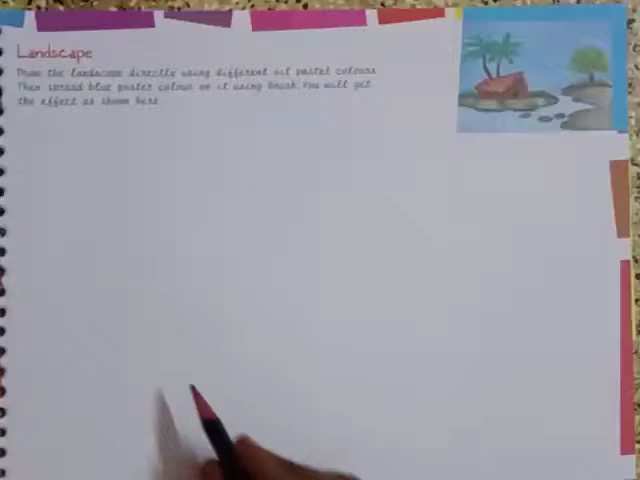 Landscape
Draw the landscape directly using different oil pastel colours
Then spread blue poster colour on it using brush. You will get
the effect as shown here